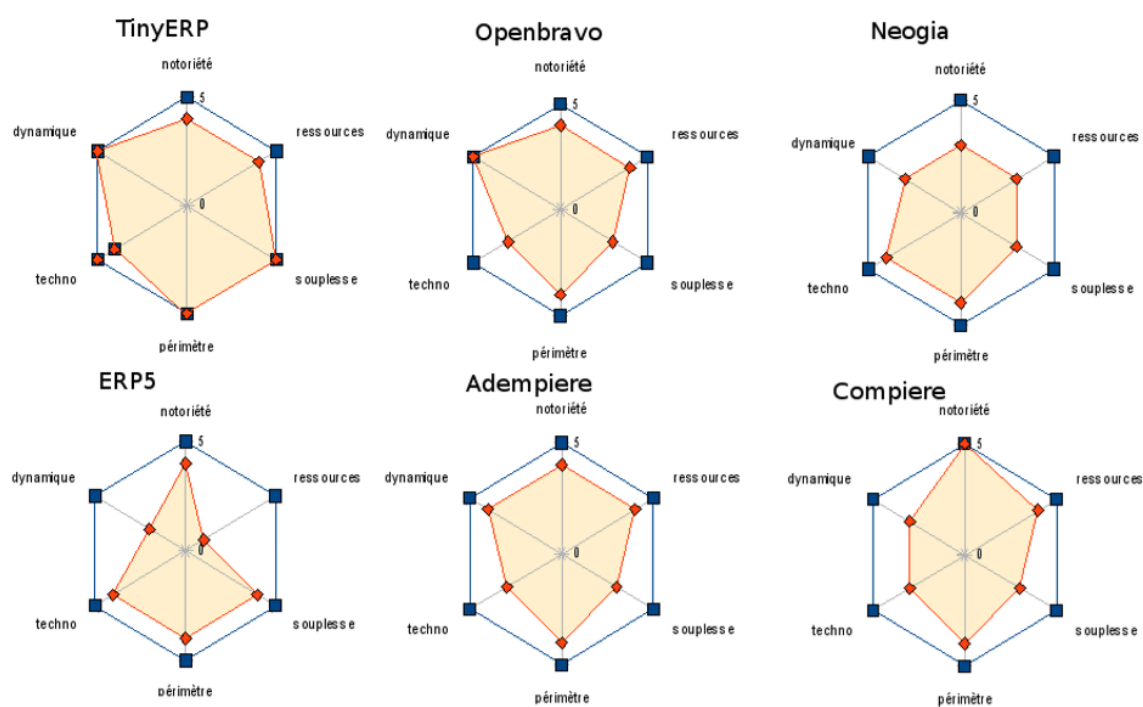 TinyERP
notoriété
5
dynamique
ressources
0
techno
souplesse
périmètre
Openbravo
notoriété
5
dynamique
ressources
0
techno
souplesse
périmètre
Neogia
notoriété
5
dynamique
ressources
0
techno
souplesse
périmètre
ERP5
notoriété
5
dynamique
ressources
0
techno
souplesse
périmètre
Adempiere
notoriété
5
dynamique
ressources
0
techno
souplesse
périmètre
Compiere
notoriété
5
dynamique
ressources
0
techno
souplesse
périmètre